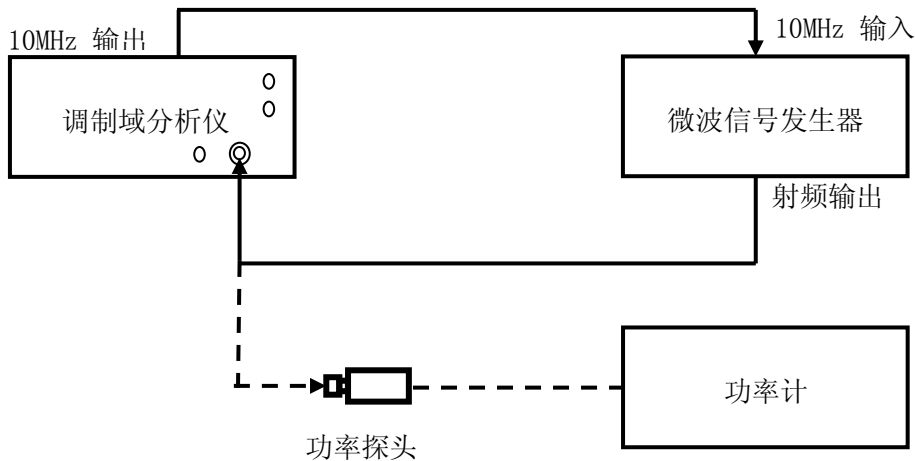 10MHz 输出
10MHz 输入
调制域分析仪
微波信号发生器
射频输出
功率计
功率探头